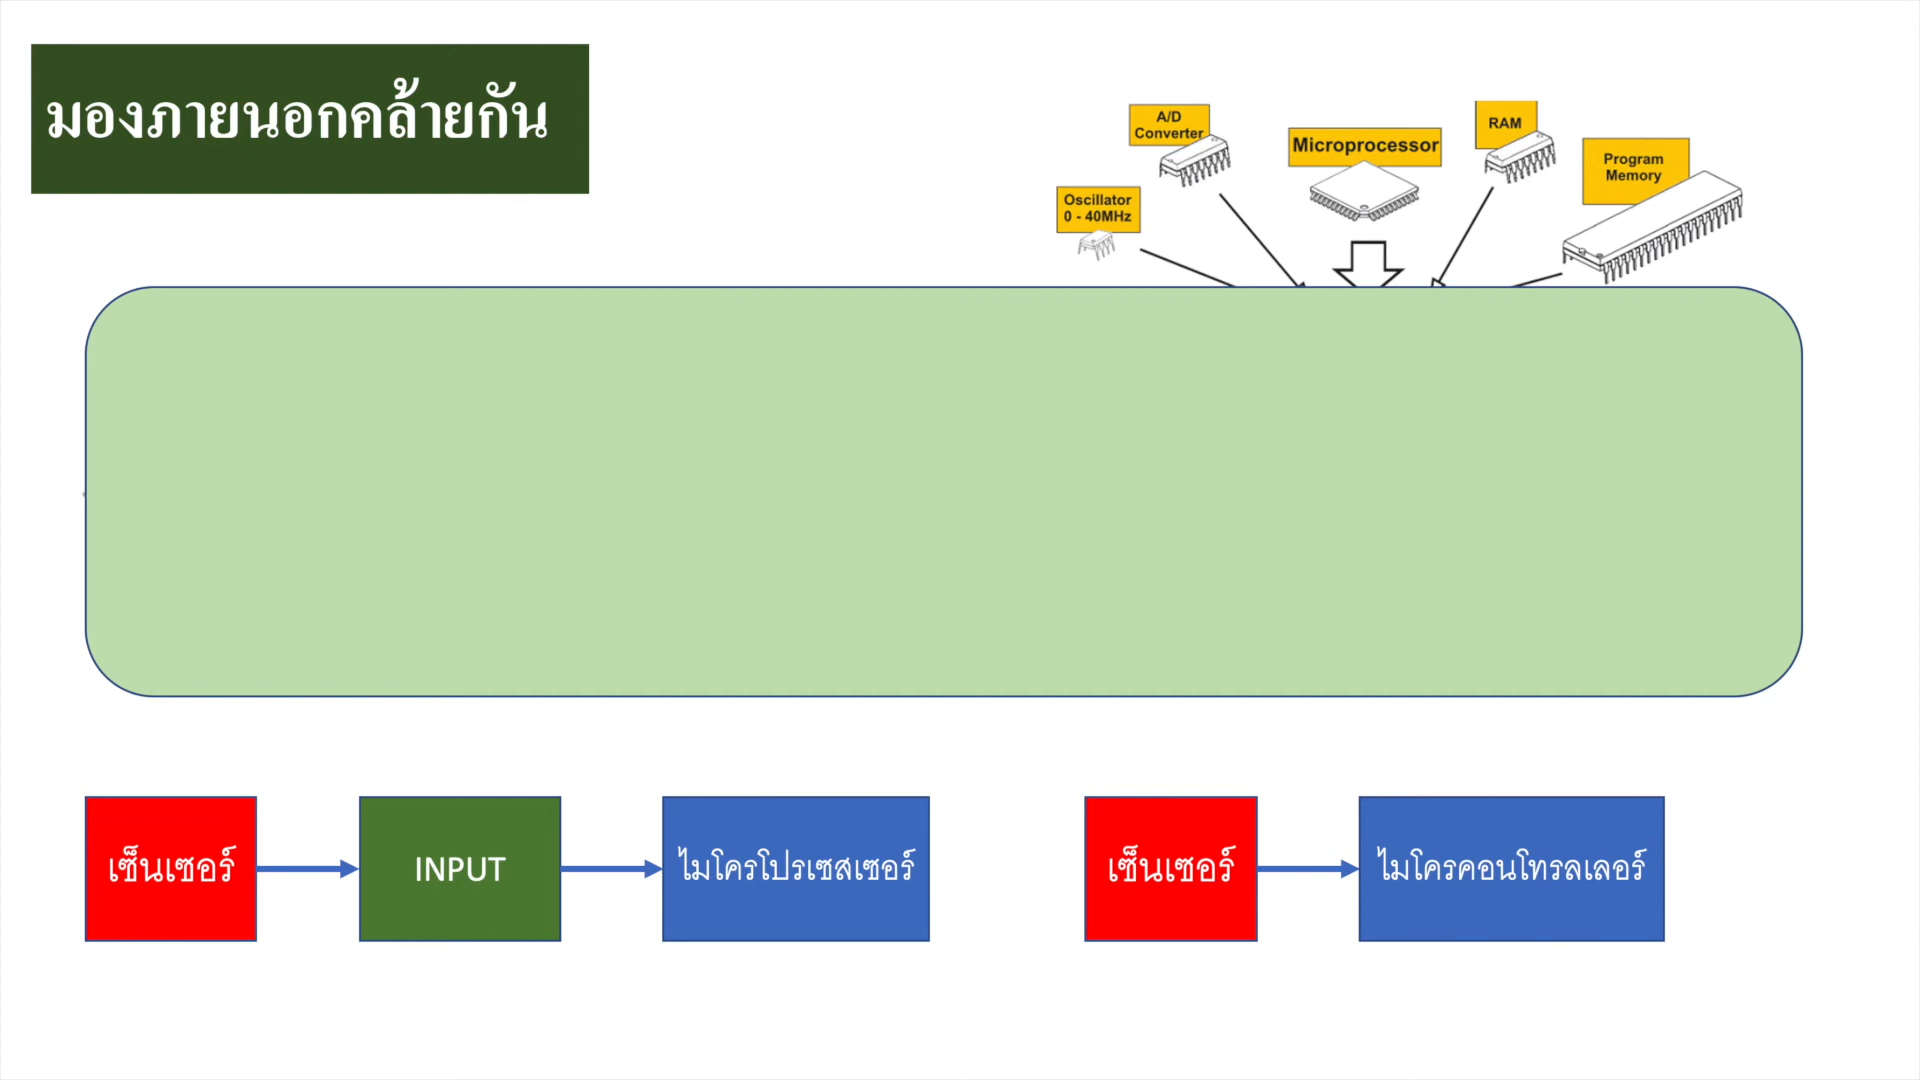 มองภายนอกคล้ายกัน
A/D
Converter
Microprocessor
RAM
Program
Memory
Oscillator
0 - 40MHz
เซ็นเซอร์
INPUT
ไมโครโปรเซสเซอร์
เซ็นเซอร์
ไมโครคอนโทรลเลอร์